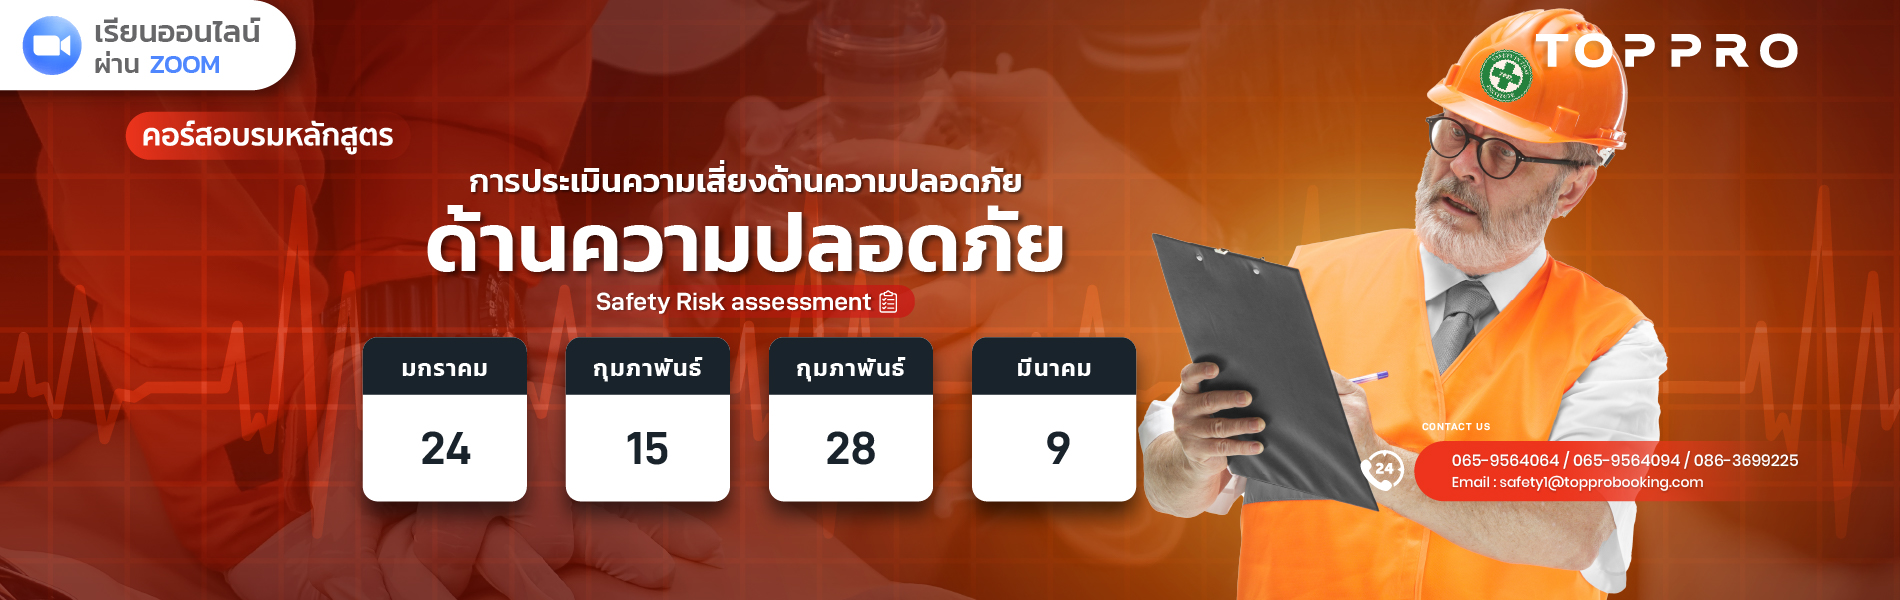 เรียนออนไลน์
ผ่าน ZOOM
TOPPRO
คอร์สอบรมหลักสูตร
การประเมินความเสี่ยงด้านความปลอดภัย
ด้านความปลอดภัย
Safety Risk assessment
มกราคม
24
กุมภาพันธ์
15
กุมภาพันธ์
28
มีนาคม
9
CONTACT US
24
065-9564064 / 065-9564094 / 086-3699225
Email : safety1@topprobooking.com